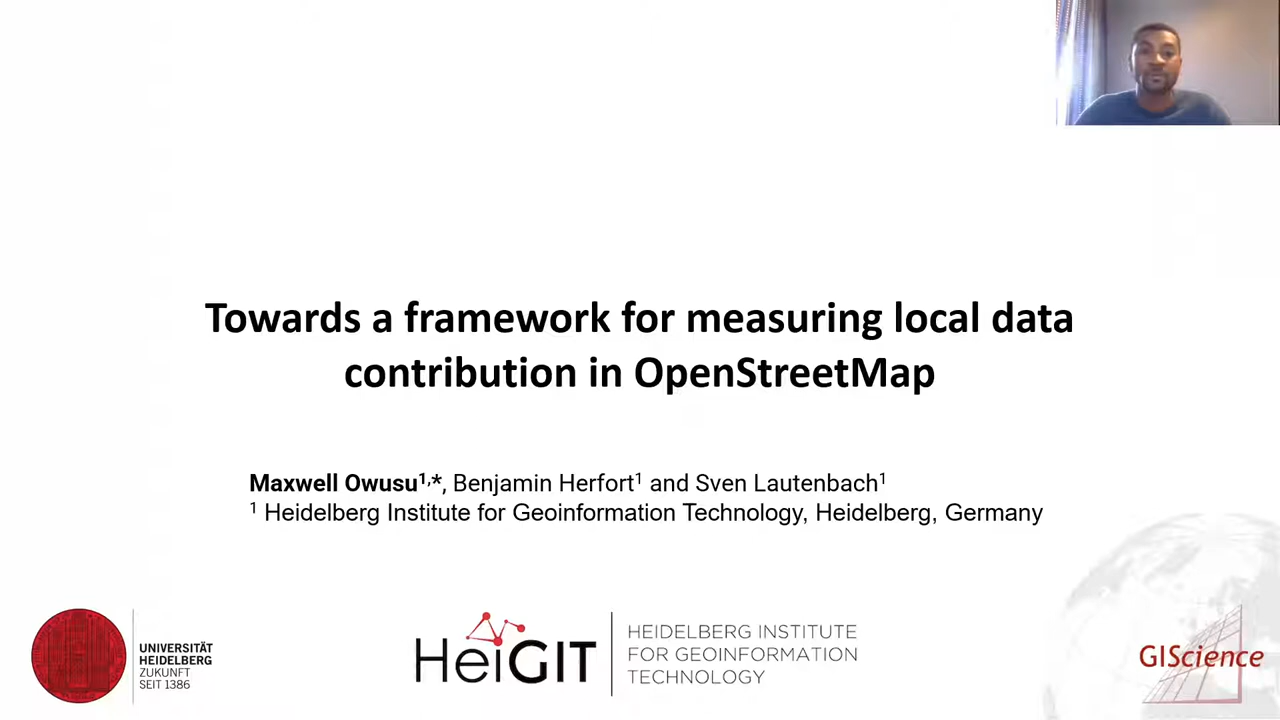 Towards a framework for measuring local data
contribution in OpenStreetMap
Maxwell Owusu¹,*, Benjamin Herfort¹ and Sven Lautenbach¹
¹ Heidelberg Institute for Geoinformation Technology, Heidelberg, Germany
UNIVERSITÄT
HEIDELBERG
ZUKUNFT
SEIT 1386
HeiGIT
HEIDELBERG INSTITUTE
FOR GEOINFORMATION
TECHNOLOGY
GIScience